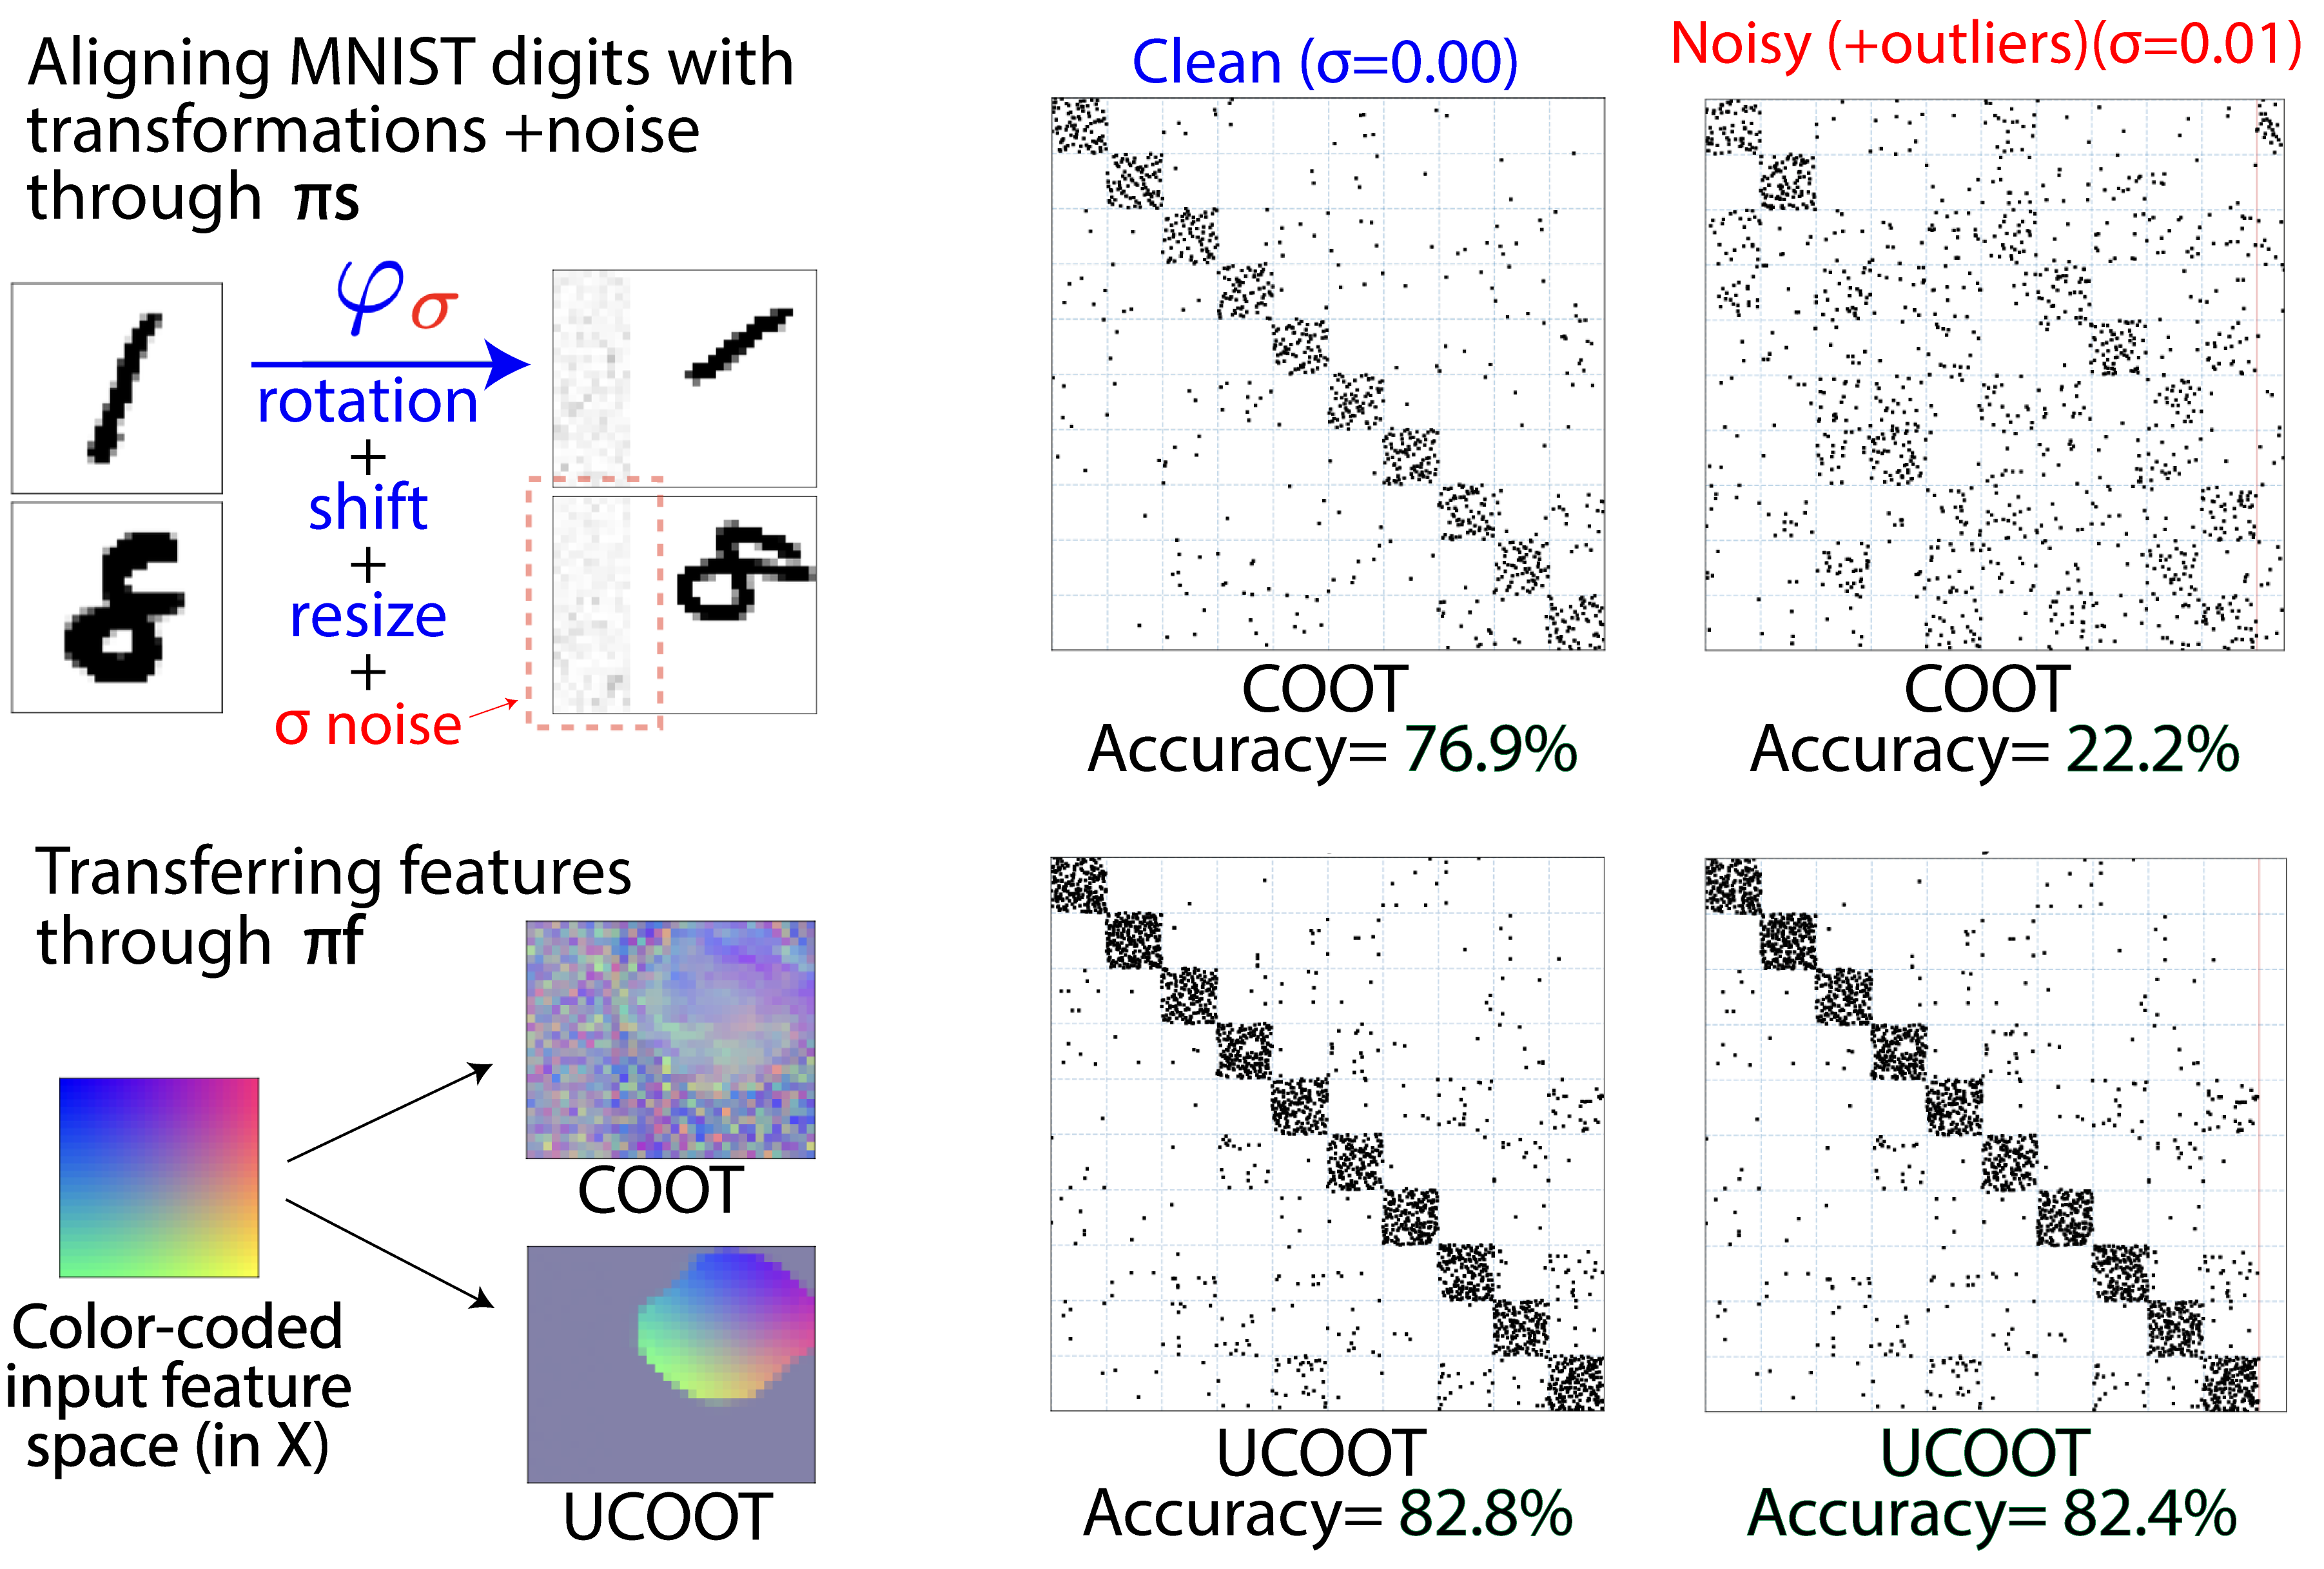 Aligning MNIST digits with
transformations +noise
through πs
φσ
rotation
+
shift
+
resize
+
σ noise
Clean (σ=0.00)
Noisy (+outliers)(σ=0.01)
COOT
Accuracy= 76.9%
COOT
Accuracy= 22.2%
Transferring features
through πf
COOT
Color-coded
input feature
space (in X)
UCOOT
UCOOT
Accuracy= 82.8%
UCOOT
Accuracy= 82.4%